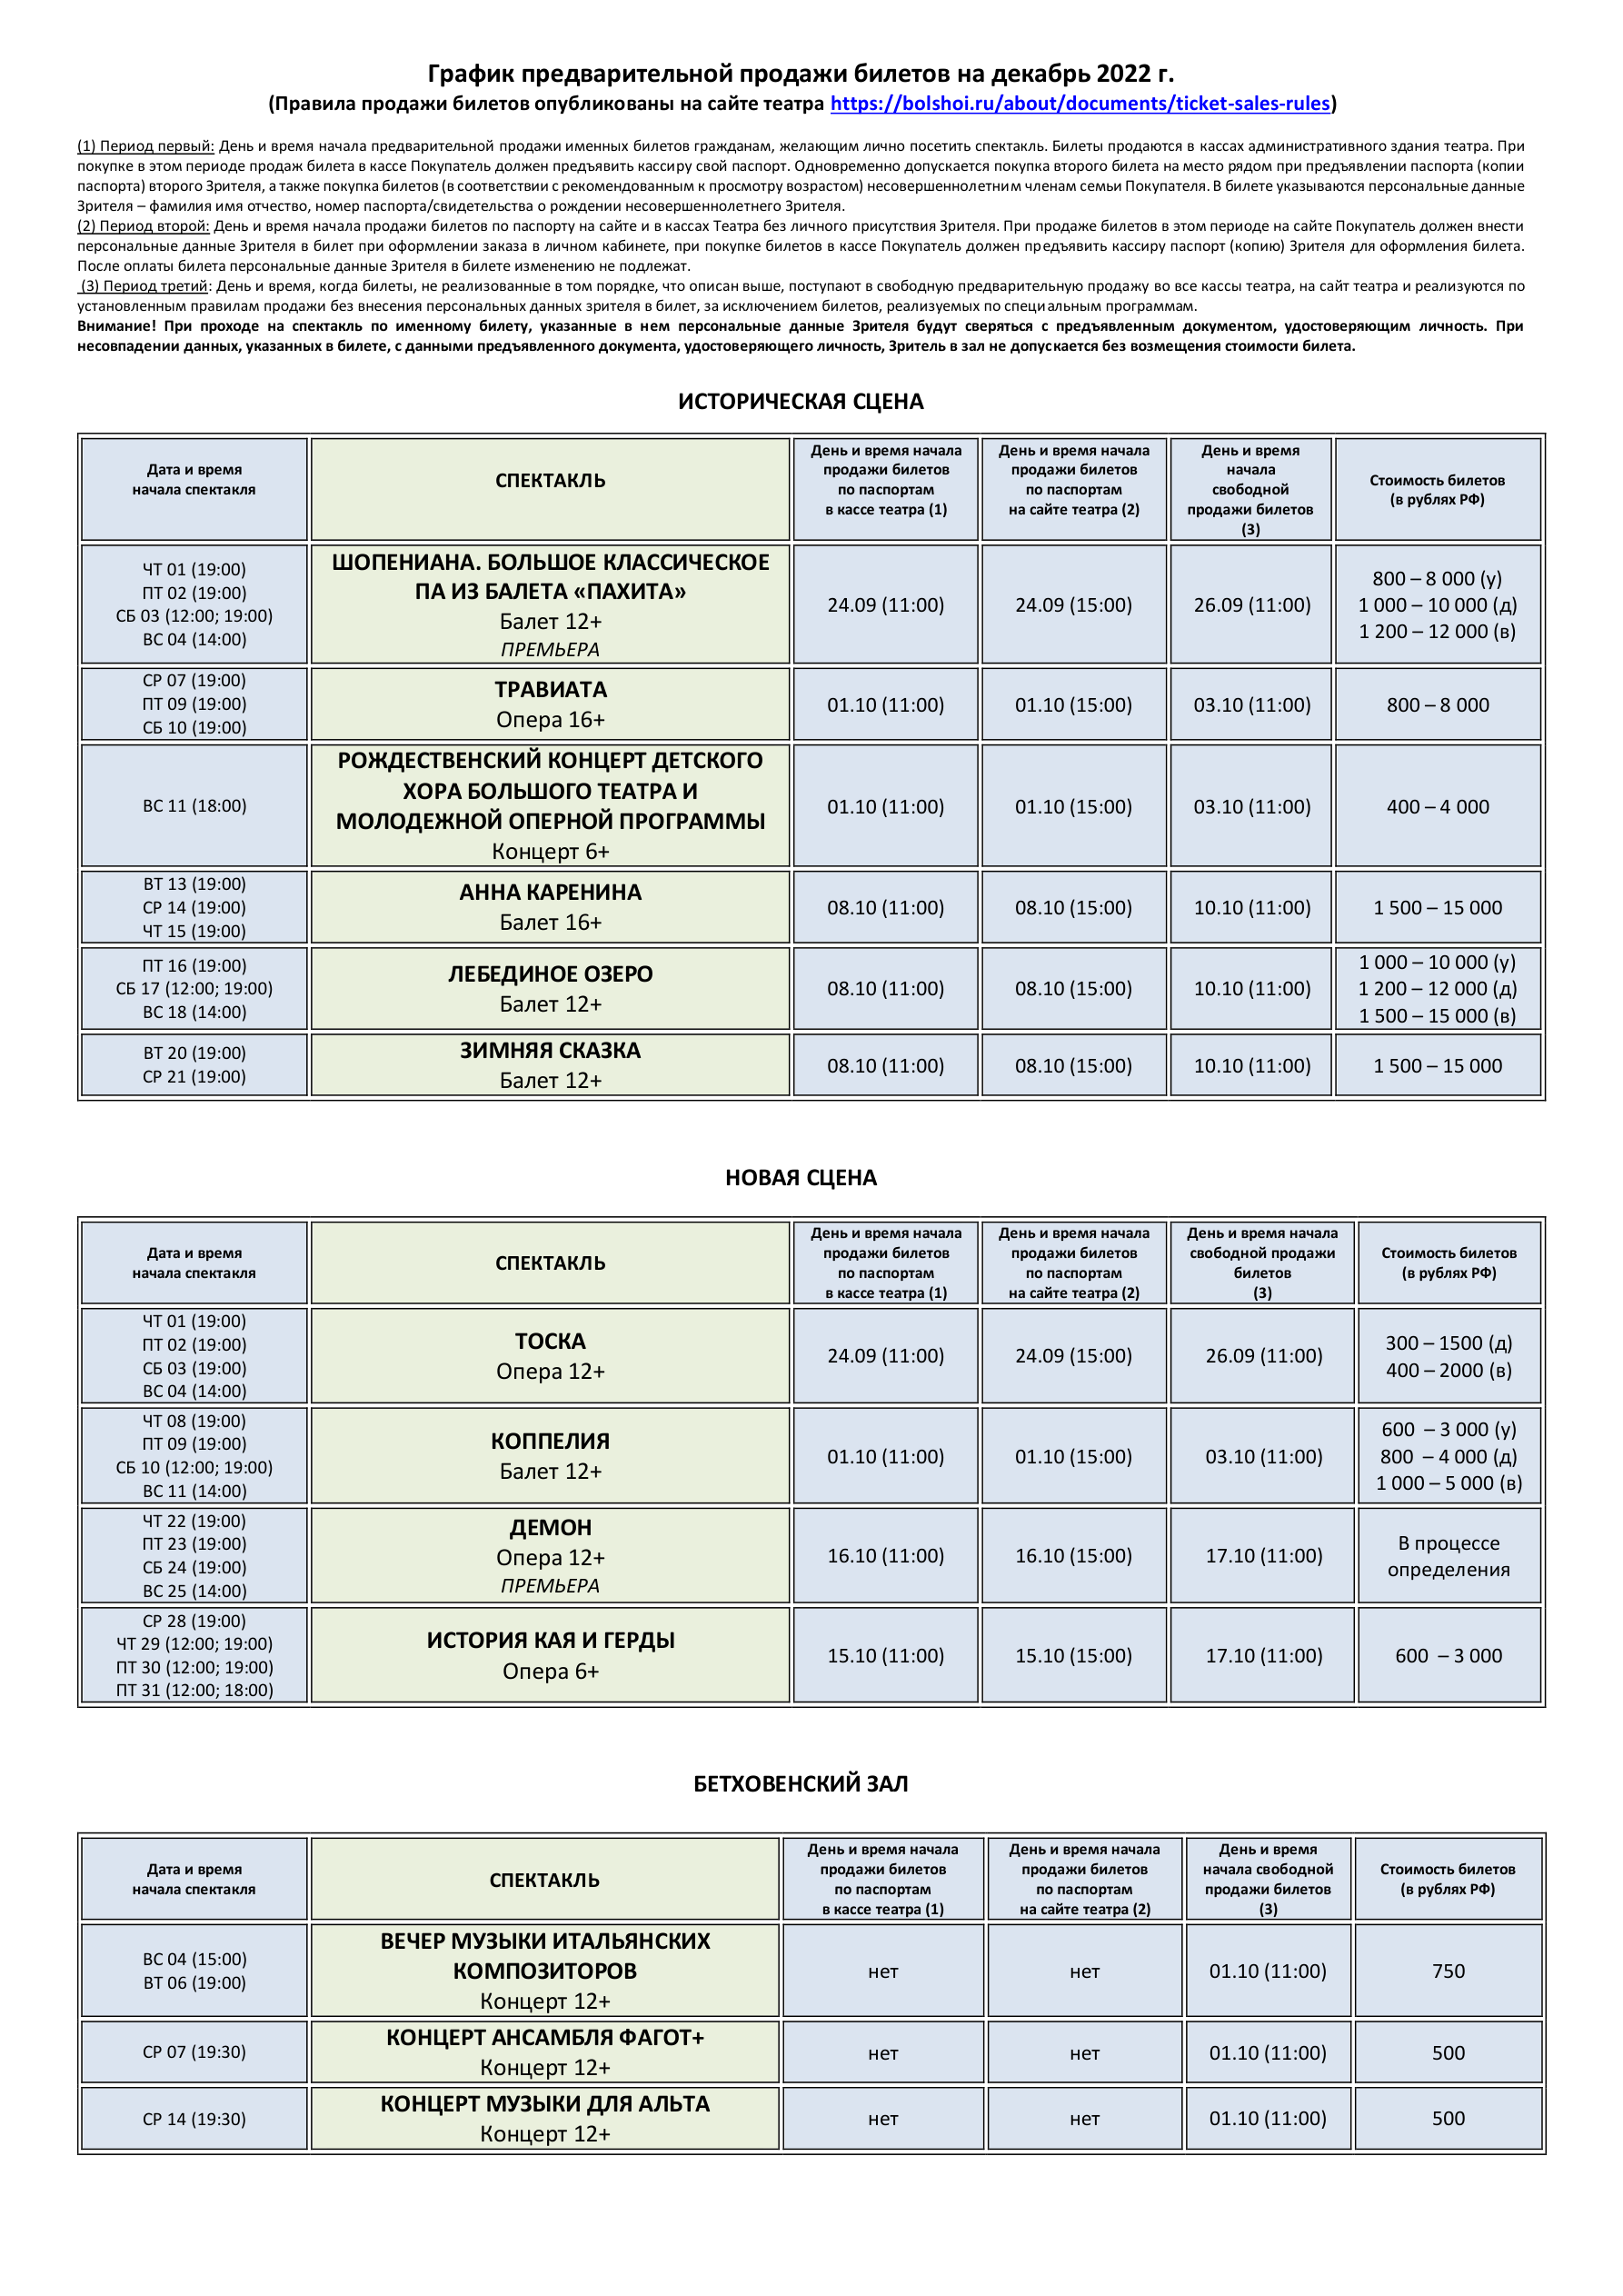 График предварительной продажи билетов на декабрь 2022 г.
(Правила продажи билетов опубликованы на сайте театра https://bolshoi.ru/about/documents/ticket-sales-rules)
(1) Период первый: День и время начала предварительной продажи именных билетов гражданам, желающим лично посетить спектакль. Билеты продаются в кассах административного здания театра. При
покупке в этом периоде продаж билета в кассе Покупатель должен предъявить кассиру свой паспорт. Одновременно допускается покупка второго билета на место рядом при предъявлении паспорта (копии
паспорта) второго Зрителя, а также покупка билетов (в соответствии с рекомендованным к просмотру возрастом) несовершеннолетним членам семьи Покупателя. В билете указываются персональные данные
Зрителя – фамилия имя отчество, номер паспорта/свидетельства о рождении несовершеннолетнего Зрителя.
(2) Период второй: День и время начала продажи билетов по паспорту на сайте и в кассах Театра без личного присутствия Зрителя. При продаже билетов в этом периоде на сайте Покупатель должен внести
персональные данные Зрителя в билет при оформлении заказа в личном кабинете, при покупке билетов в кассе Покупатель должен предъявить кассиру паспорт (копию) Зрителя для оформления билета.
После оплаты билета персональные данные Зрителя в билете изменению не подлежат.
(3) Период третий: День и время, когда билеты, не реализованные в том порядке, что описан выше, поступают в свободную предварительную продажу во все кассы театра, на сайт театра и реализуются по
установленным правилам продажи без внесения персональных данных зрителя в билет, за исключением билетов, реализуемых по специальным программам.
Внимание! При проходе на спектакль по именному билету, указанные в нем персональные данные Зрителя будут сверяться с предъявленным документом, удостоверяющим личность. При
несовпадении данных, указанных в билете, с данными предъявленного документа, удостоверяющего личность, Зритель в зал не допускается без возмещения стоимости билета.
ИСТОРИЧЕСКАЯ СЦЕНА
Дата и время
начала спектакля
СПЕКТАКЛЬ
День и время начала
продажи билетов
по паспортам
в кассе театра (1)
День и время начала
продажи билетов
по паспортам
на сайте театра (2)
День и время
начала
свободной
продажи билетов
(3)
Стоимость билетов
(в рублях РФ)
ЧТ 01 (19:00)
ПТ 02 (19:00)
СБ 03 (12:00; 19:00)
ВС 04 (14:00)
ШОПЕНИАНА. БОЛЬШОЕ КЛАССИЧЕСКОЕ
ПА ИЗ БАЛЕТА «ПАХИТА»
Балет 12+
ПРЕМЬЕРА
24.09 (11:00)
24.09 (15:00)
26.09 (11:00)
800 – 8 000 (у)
1 000 – 10 000 (д)
1 200 – 12 000 (в)
СР 07 (19:00)
ПТ 09 (19:00)
СБ 10 (19:00)
ТРАВИАТА
Опера 16+
01.10 (11:00)
01.10 (15:00)
03.10 (11:00)
800 – 8 000
ВС 11 (18:00)
РОЖДЕСТВЕНСКИЙ КОНЦЕРТ ДЕТСКОГО
ХОРА БОЛЬШОГО ТЕАТРА И
МОЛОДЕЖНОЙ ОПЕРНОЙ ПРОГРАММЫ
Концерт 6+
01.10 (11:00)
01.10 (15:00)
03.10 (11:00)
400 – 4 000
ВТ 13 (19:00)
СР 14 (19:00)
ЧТ 15 (19:00)
АННА КАРЕНИНА
Балет 16+
08.10 (11:00)
08.10 (15:00)
10.10 (11:00)
1 500 – 15 000
ПТ 16 (19:00)
СБ 17 (12:00; 19:00)
ВС 18 (14:00)
ЛЕБЕДИНОЕ ОЗЕРО
Балет 12+
08.10 (11:00)
08.10 (15:00)
10.10 (11:00)
1 000 – 10 000 (у)
1 200 – 12 000 (д)
1 500 – 15 000 (в)
ВТ 20 (19:00)
СР 21 (19:00)
ЗИМНЯЯ СКАЗКА
Балет 12+
08.10 (11:00)
08.10 (15:00)
10.10 (11:00)
1 500 – 15 000
НОВАЯ СЦЕНА
Дата и время
начала спектакля
СПЕКТАКЛЬ
День и время начала
продажи билетов
по паспортам
в кассе театра (1)
День и время начала
продажи билетов
по паспортам
на сайте театра (2)
День и время начала
свободной продажи
билетов
(3)
Стоимость билетов
(в рублях РФ)
ЧТ 01 (19:00)
ПТ 02 (19:00)
СБ 03 (19:00)
ВС 04 (14:00)
ТОСКА
Опера 12+
24.09 (11:00)
24.09 (15:00)
26.09 (11:00)
300 – 1500 (д)
400 – 2000 (в)
ЧТ 08 (19:00)
ПТ 09 (19:00)
СБ 10 (12:00; 19:00)
ВС 11 (14:00)
КОППЕЛИЯ
Балет 12+
01.10 (11:00)
01.10 (15:00)
03.10 (11:00)
600 – 3 000 (у)
800 – 4 000 (д)
1 000 – 5 000 (в)
ЧТ 22 (19:00)
ПТ 23 (19:00)
СБ 24 (19:00)
ВС 25 (14:00)
ДЕМОН
Опера 12+
ПРЕМЬЕРА
16.10 (11:00)
16.10 (15:00)
17.10 (11:00)
В процессе
определения
СР 28 (19:00)
ЧТ 29 (12:00; 19:00)
ПТ 30 (12:00; 19:00)
ПТ 31 (12:00; 18:00)
ИСТОРИЯ КАЯ И ГЕРДЫ
Опера 6+
15.10 (11:00)
15.10 (15:00)
17.10 (11:00)
600 – 3 000
БЕТХОВЕНСКИЙ ЗАЛ
Дата и время
начала спектакля
СПЕКТАКЛЬ
День и время начала
продажи билетов
по паспортам
в кассе театра (1)
День и время начала
продажи билетов
по паспортам
на сайте театра (2)
День и время
начала свободной
продажи билетов
(3)
Стоимость билетов
(в рублях РФ)
ВС 04 (15:00)
ВТ 06 (19:00)
ВЕЧЕР МУЗЫКИ ИТАЛЬЯНСКИХ
КОМПОЗИТОРОВ
Концерт 12+
нет
нет
01.10 (11:00)
750
СР 07 (19:30)
КОНЦЕРТ АНСАМБЛЯ ФАГОТ+
Концерт 12+
нет
нет
01.10 (11:00)
500
СР 14 (19:30)
КОНЦЕРТ МУЗЫКИ ДЛЯ АЛЬТА
Концерт 12+
нет
нет
01.10 (11:00)
500